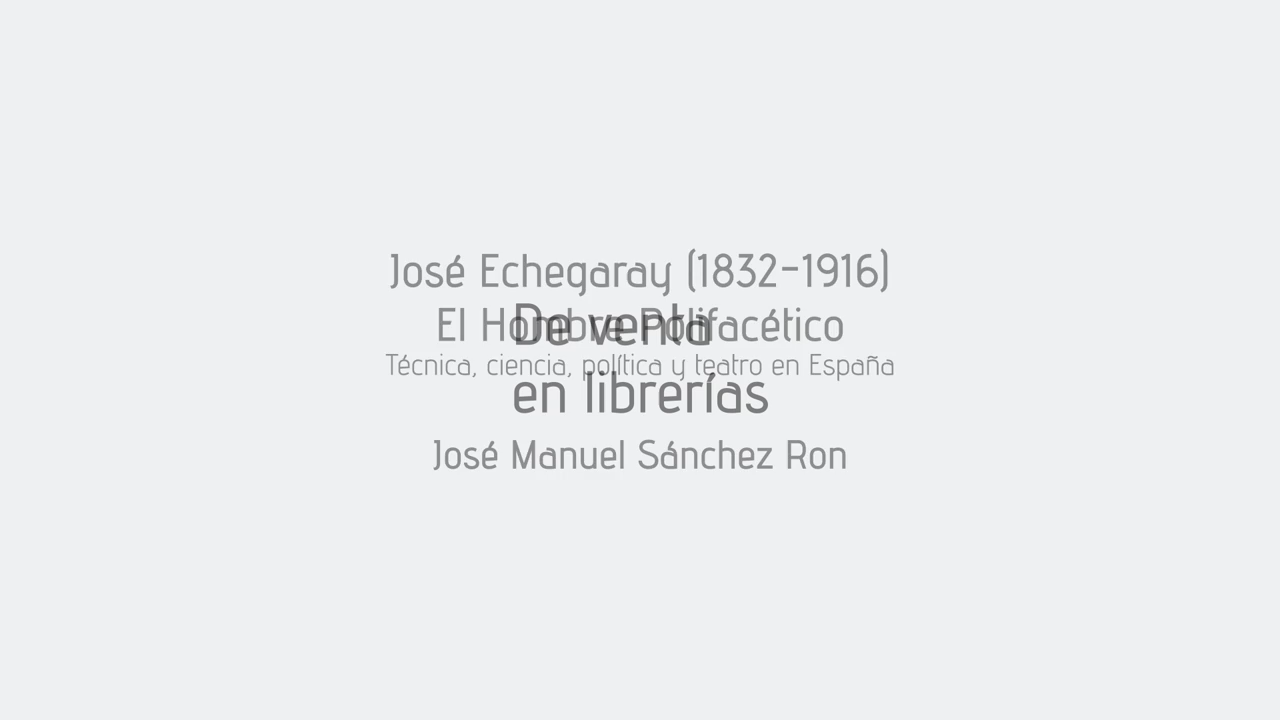 José Echegaray (1832-1916)
El Hombre Polifacético
De venta
Técnica, ciencia, política y teatro en España
en librerías
José Manuel Sánchez Ron